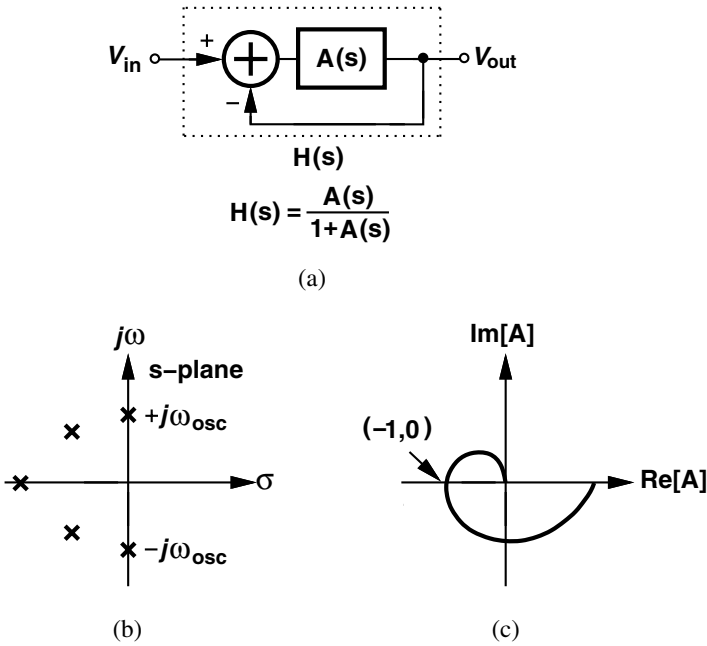 V_in + + A(s) V_out
−
H(s)
H(s) = A(s) / 1+A(s)
(a)
jω
s−plane
+jω_osc
σ
−jω_osc
(b)
Im[A]
(−1,0)
Re[A]
(c)